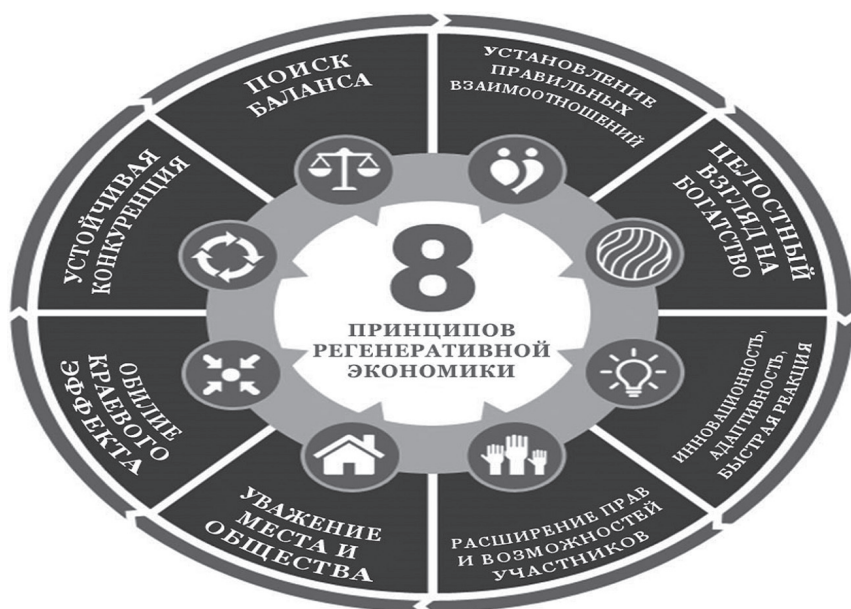 8
ПРИНЦИПОВ
РЕГЕНЕРАТИВНОЙ
ЭКОНОМИКИ
УСТАНОВЛЕНИЕ
ПРАВИЛЬНЫХ
ВЗАИМООТНОШЕНИЙ
ЦЕЛОСТНЫЙ
ВЗГЛЯД НА
БОГАТСТВО
ИННОВАЦИОННОСТЬ,
АДАПТИВНОСТЬ,
БЫСТРАЯ РЕАКЦИЯ
РАСШИРЕНИЕ ПРАВ
И ВОЗМОЖНОСТЕЙ
УЧАСТНИКОВ
УВАЖЕНИЕ
МЕСТА И
ОБЩЕСТВА
ОБИЛИЕ
КРАЕВОГО
ЭФФЕКТА
УСТОЙЧИВАЯ
КОНКУРЕНЦИЯ
ПОИСК
БАЛАНСА